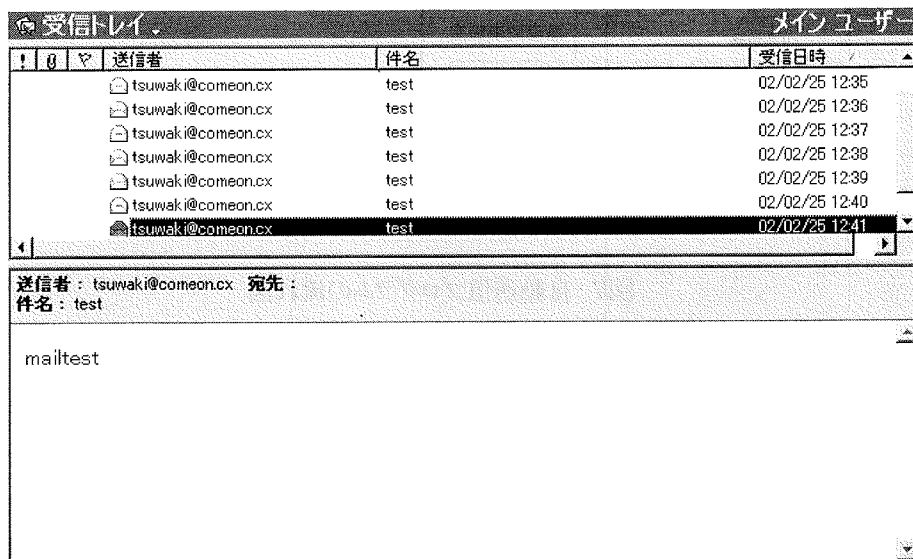 受信トレイ . メイン ユーザー
! 送信者 件名 受信日時
tsuwaki@comeon.cx test 02/02/25 12:35
tsuwaki@comeon.cx test 02/02/25 12:36
tsuwaki@comeon.cx test 02/02/25 12:37
tsuwaki@comeon.cx test 02/02/25 12:38
tsuwaki@comeon.cx test 02/02/25 12:39
tsuwaki@comeon.cx test 02/02/25 12:40
tsuwaki@comeon.cx test 02/02/25 12:41
送信者 : tsuwaki@comeon.cx 宛先 :
件名 : test
mailtest